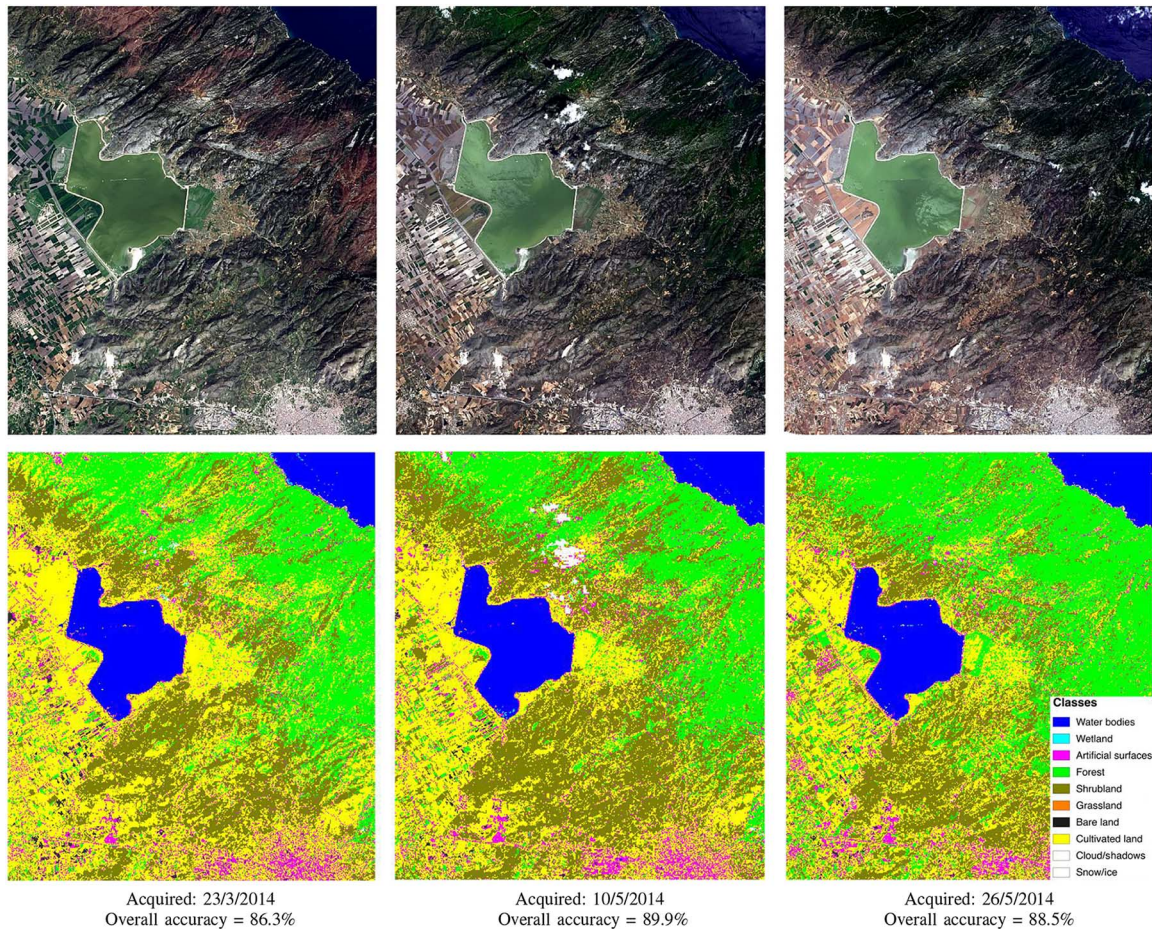 Classes
Water bodies
Wetland
Artificial surfaces
Forest
Shrubland
Grassland
Bare land
Cultivated land
Cloud/shadows
Snow/ice
Acquired: 23/3/2014
Overall accuracy = 86.3%
Acquired: 10/5/2014
Overall accuracy = 89.9%
Acquired: 26/5/2014
Overall accuracy = 88.5%